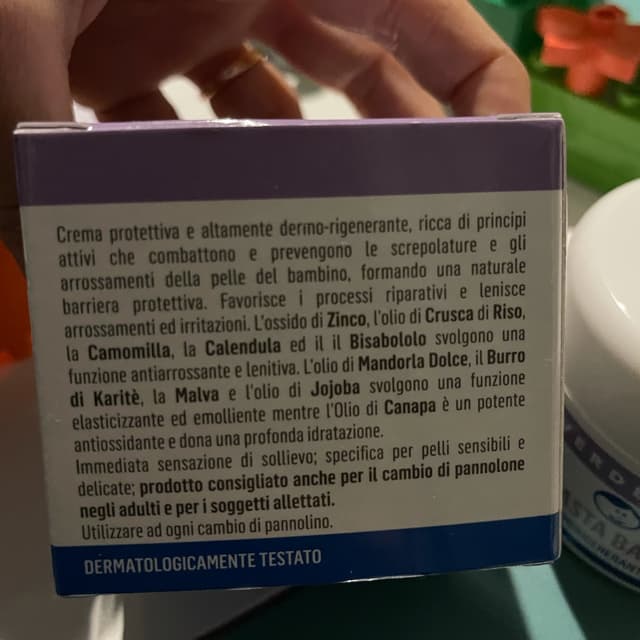 Crema protettiva e altamente dermo-rigenerante, ricca di principi
attivi che combattono e prevengono le screpolature e gli
arrossamenti della pelle del bambino, formando una naturale
barriera protettiva. Favorisce i processi riparativi e lenisce
arrossamenti ed irritazioni. L'ossido di Zinco, l'olio di Crusca di Riso,
la Camomilla, la Calendula ed il il Bisabololo svolgono una
funzione antiarrossante e lenitiva. L'olio di Mandorla Dolce, il Burro
di Karitè, la Malva e l'olio di Jojoba svolgono una funzione
elasticizzante ed emolliente mentre l'Olio di Canapa è un potente
antiossidante e dona una profonda idratazione.
Immediata sensazione di sollievo; specifica per pelli sensibili e
delicate; prodotto consigliato anche per il cambio di pannolone
negli adulti e per i soggetti allettati.
Utilizzare ad ogni cambio di pannolino.
DERMATOLOGICAMENTE TESTATO